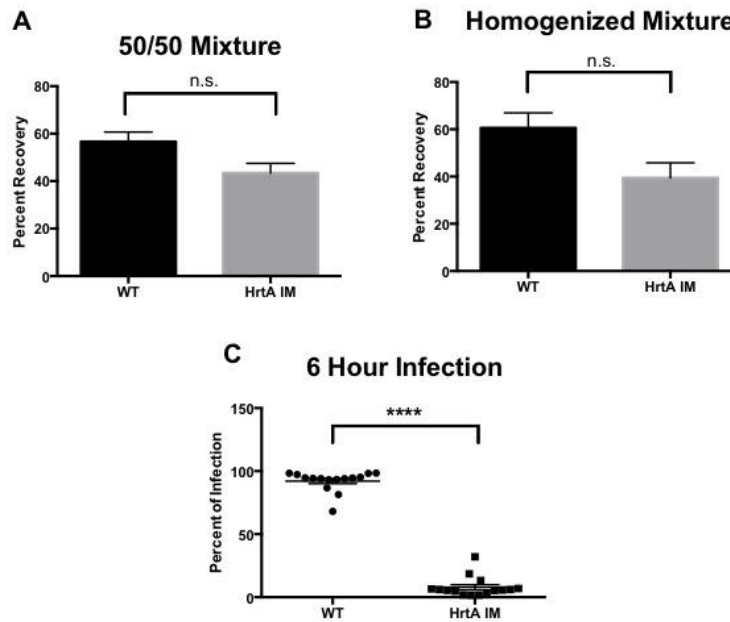 A
50/50 Mixture
n.s.
80
60
40
20
0
Percent Recovery
WT
HrtA IM
B
Homogenized Mixture
n.s.
80
60
40
20
0
Percent Recovery
WT
HrtA IM
C
6 Hour Infection
****
150
100
50
0
Percent of Infection
WT
HrtA IM